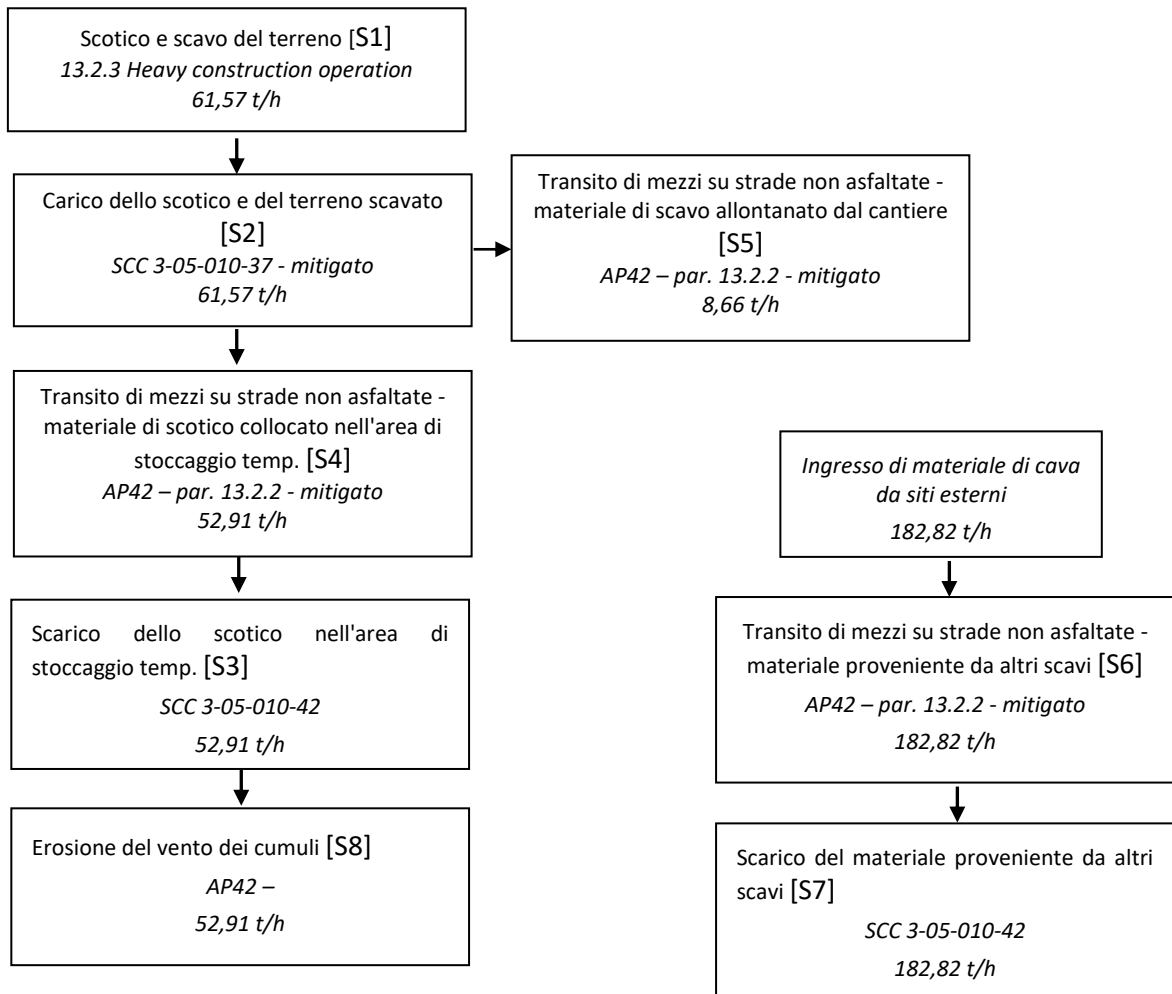 Scotico e scavo del terreno [S1]
13.2.3 Heavy construction operation
61,57 t/h
Carico dello scotico e del terreno scavato
[S2]
SCC 3-05-010-37 - mitigato
61,57 t/h
Transito di mezzi su strade non asfaltate -
materiale di scavo allontanato dal cantiere
[S5]
AP42 – par. 13.2.2 - mitigato
8,66 t/h
Transito di mezzi su strade non asfaltate -
materiale di scotico collocato nell'area di
stoccaggio temp. [S4]
AP42 – par. 13.2.2 - mitigato
52,91 t/h
Scarico dello scotico nell'area di
stoccaggio temp. [S3]
SCC 3-05-010-42
52,91 t/h
Erosione del vento dei cumuli [S8]
AP42 –
52,91 t/h
Ingresso di materiale di cava
da siti esterni
182,82 t/h
Transito di mezzi su strade non asfaltate -
materiale proveniente da altri scavi [S6]
AP42 – par. 13.2.2 - mitigato
182,82 t/h
Scarico del materiale proveniente da altri
scavi [S7]
SCC 3-05-010-42
182,82 t/h